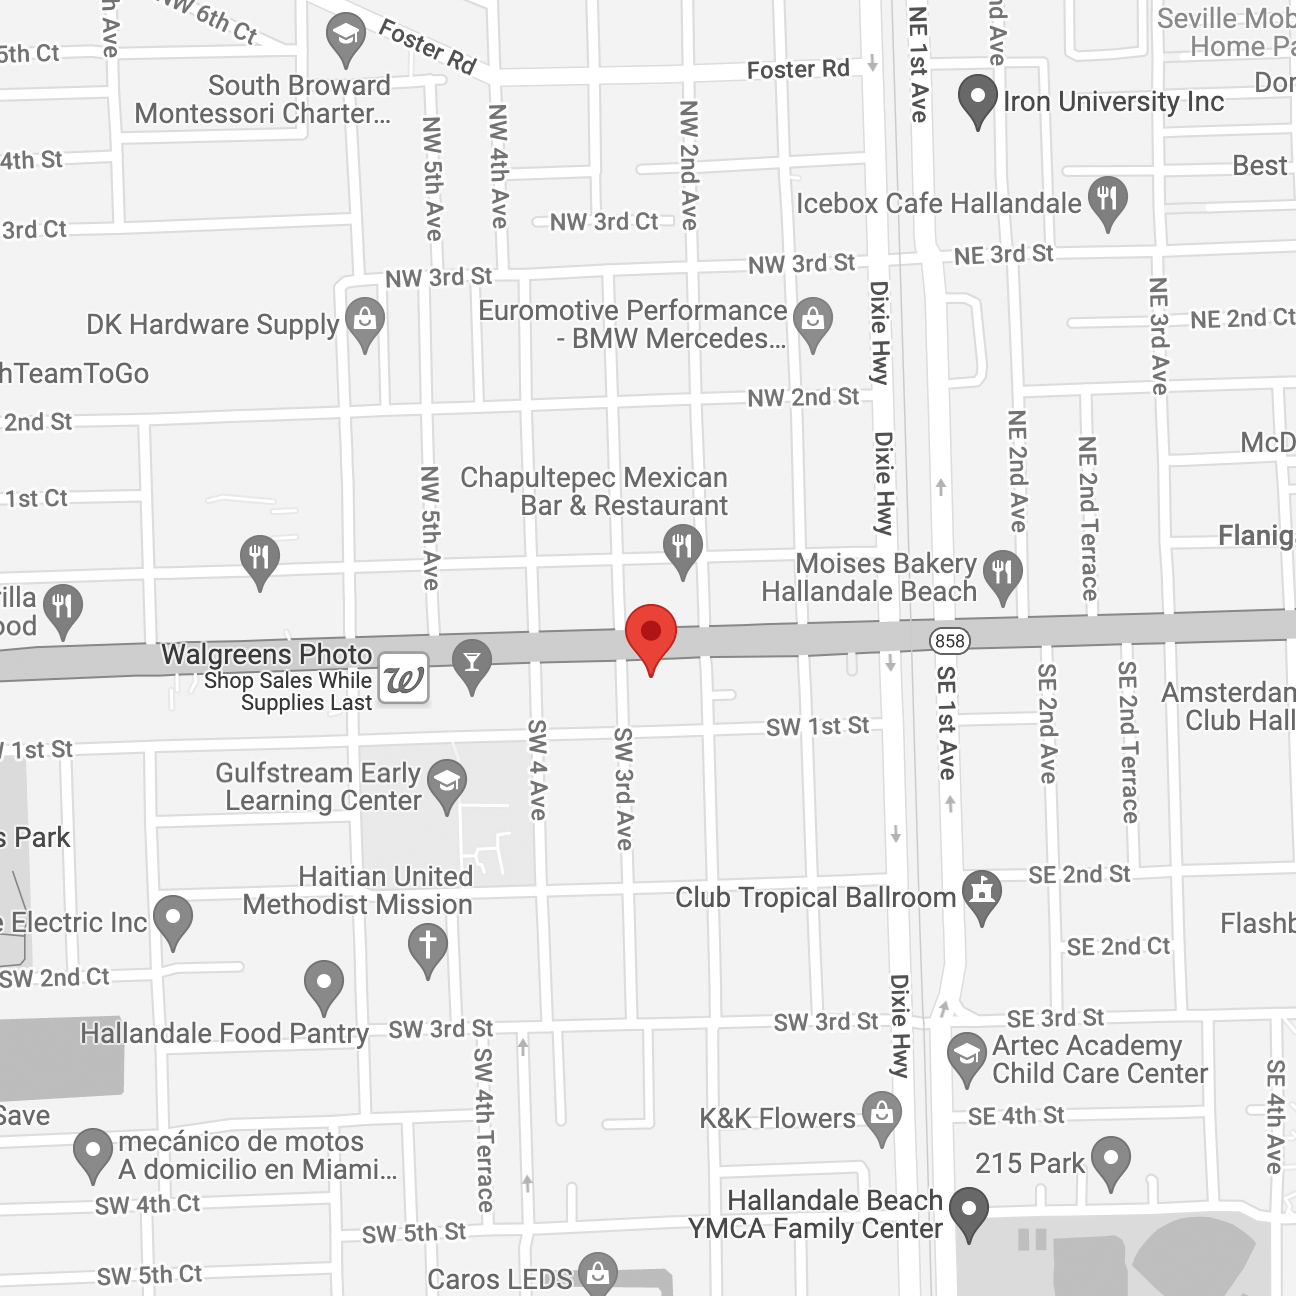 NW 6th Ct
h Ave
5th Ct
Foster Rd
South Broward
Montessori Charter...
Foster Rd
NE 1st Ave
nd Ave
Seville Mob
Home Pa
Dor
Iron University Inc
4th St
NW 5th Ave
NW 4th Ave
NW 2nd Ave
Best
Icebox Cafe Hallandale
3rd Ct
NW 3rd Ct
NW 3rd St
NW 3rd St
NE 3rd St
DK Hardware Supply
Euromotive Performance
- BMW Mercedes...
Dixie Hwy
NE 3rd Ave
NE 2nd Ct
hTeamToGo
2nd St
NW 2nd St
NE 2nd Ave
NE 2nd Terrace
McD
Dixie Hwy
1st Ct
NW 5th Ave
Chapultepec Mexican
Bar & Restaurant
Flanig
Moises Bakery
Hallandale Beach
illa
ood
858
Walgreens Photo
Shop Sales While
Supplies Last
W
SE 1st Ave
SE 2nd Ave
SE 2nd Terrace
Amsterdam
Club Hall
1st St
SW 4 Ave
SW 3rd Ave
SW 1st St
Gulfstream Early
Learning Center
s Park
Haitian United
Methodist Mission
Club Tropical Ballroom
SE 2nd St
e Electric Inc
Flashb
SE 2nd Ct
SW 2nd Ct
Hallandale Food Pantry
SW 3rd St
SW 3rd St
Dixie Hwy
SE 3rd St
Artec Academy
Child Care Center
SW 4th Terrace
SE 4th Ave
Save
K&K Flowers
SE 4th St
mecánico de motos
A domicilio en Miami...
215 Park
SW 4th Ct
Hallandale Beach
YMCA Family Center
SW 5th St
SW 5th Ct
Caros LEDS